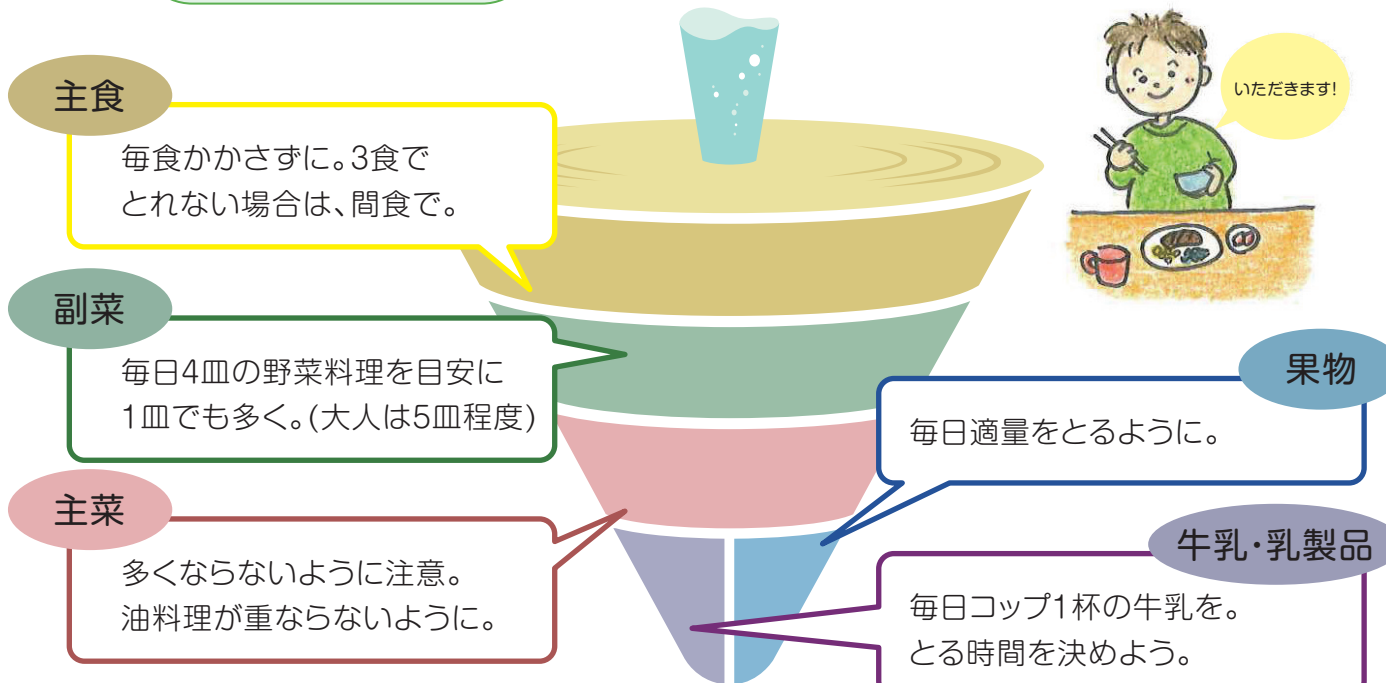 主食
毎食かかさずに。3食で
とれない場合は、間食で。
いただきます!
副菜
毎日4皿の野菜料理を目安に
1皿でも多く。(大人は5皿程度)
果物
毎日適量をとるように。
主菜
多くならないように注意。
油料理が重ならないように。
牛乳・乳製品
毎日コップ1杯の牛乳を。
とる時間を決めよう。